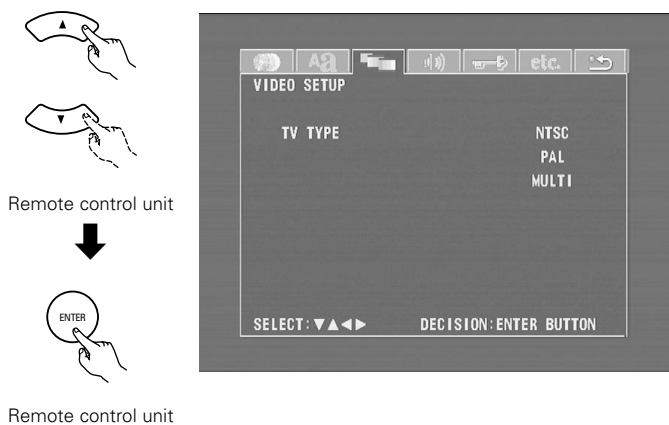 Remote control unit
ENTER
Remote control unit
Aa etc.
VIDEO SETUP
TV TYPE NTSC
PAL
MULTI
SELECT:▼▲◀▶ DECISION:ENTER BUTTON